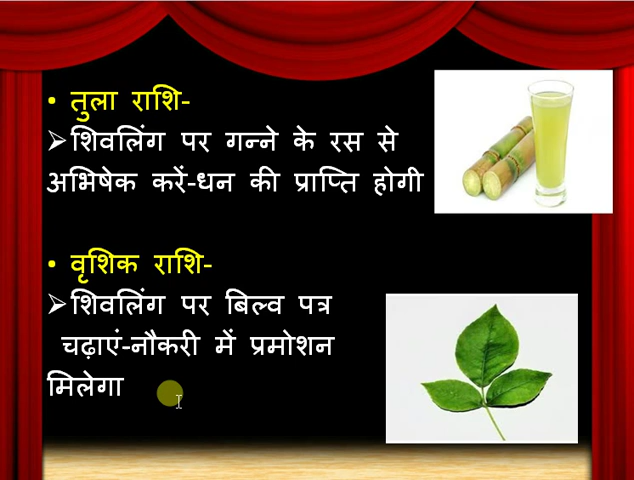 • तुला राशि-
➢शिवलिंग पर गन्ने के रस से
अभिषेक करें-धन की प्राप्ति होगी
• वृशिक राशि-
➢शिवलिंग पर बिल्व पत्र
चढ़ाएं-नौकरी में प्रमोशन
मिलेगा